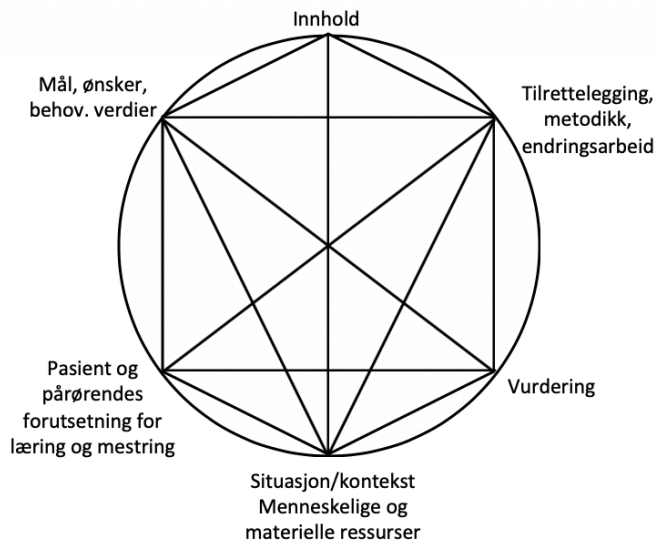 Innhold
Mål, ønsker,
behov. verdier
Tilrettelegging,
metodikk,
endringsarbeid
Pasient og
pårørendes
forutsetning for
læring og mestring
Vurdering
Situasjon/kontekst
Menneskelige og
materielle ressurser